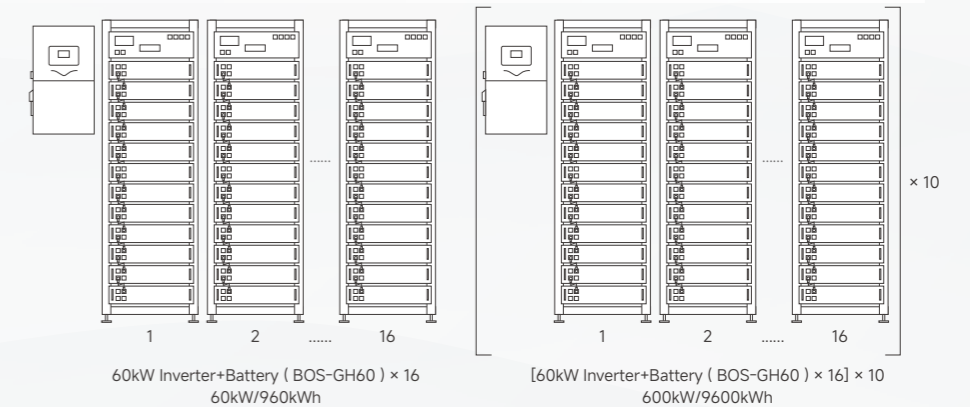 × 10
1 2 ...... 16
1 2 ...... 16
60kW Inverter+Battery ( BOS-GH60 ) × 16
60kW/960kWh
[60kW Inverter+Battery ( BOS-GH60 ) × 16] × 10
600kW/9600kWh